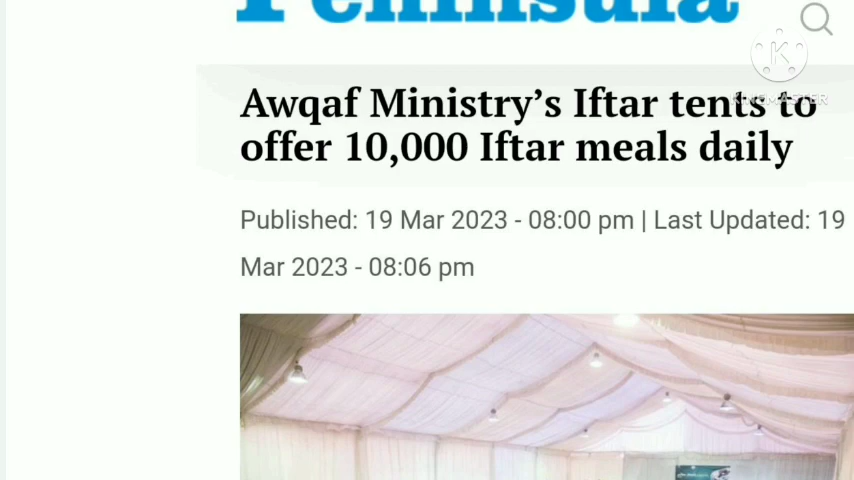 Peninsula
KINEMASTER
Awqaf Ministry’s Iftar tents to
offer 10,000 Iftar meals daily
Published: 19 Mar 2023 - 08:00 pm | Last Updated: 19
Mar 2023 - 08:06 pm